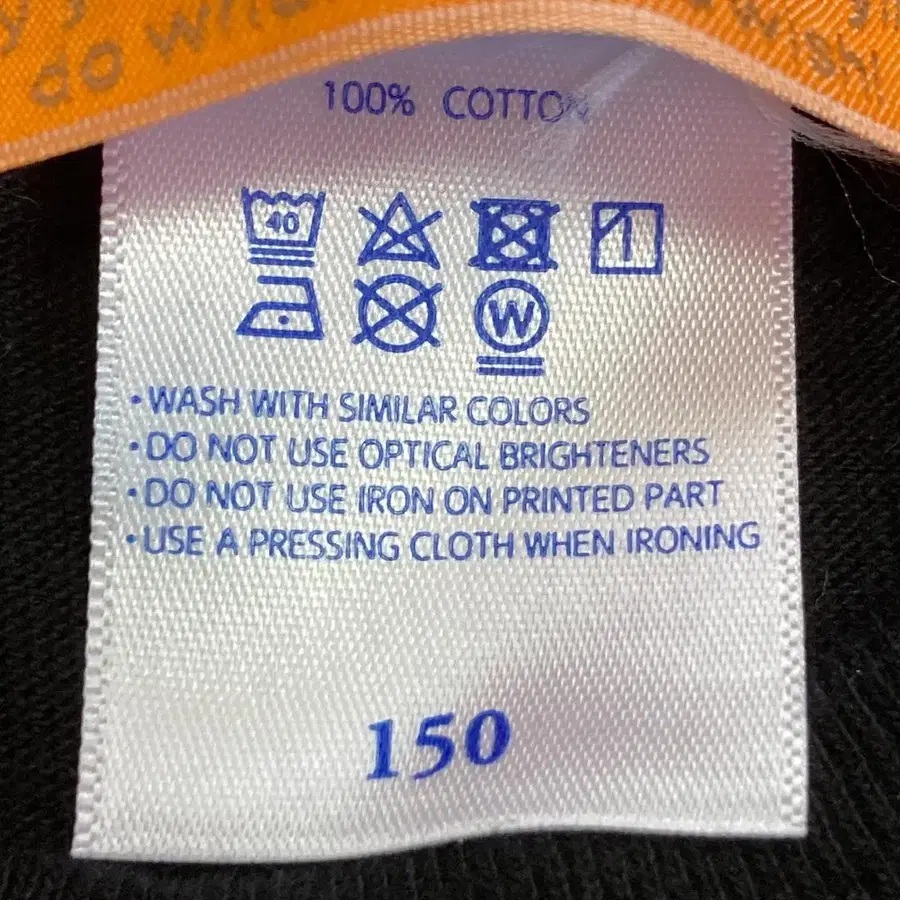 do
100% COTTON
40
W
• WASH WITH SIMILAR COLORS
• DO NOT USE OPTICAL BRIGHTENERS
• DO NOT USE IRON ON PRINTED PART
• USE A PRESSING CLOTH WHEN IRONING
150